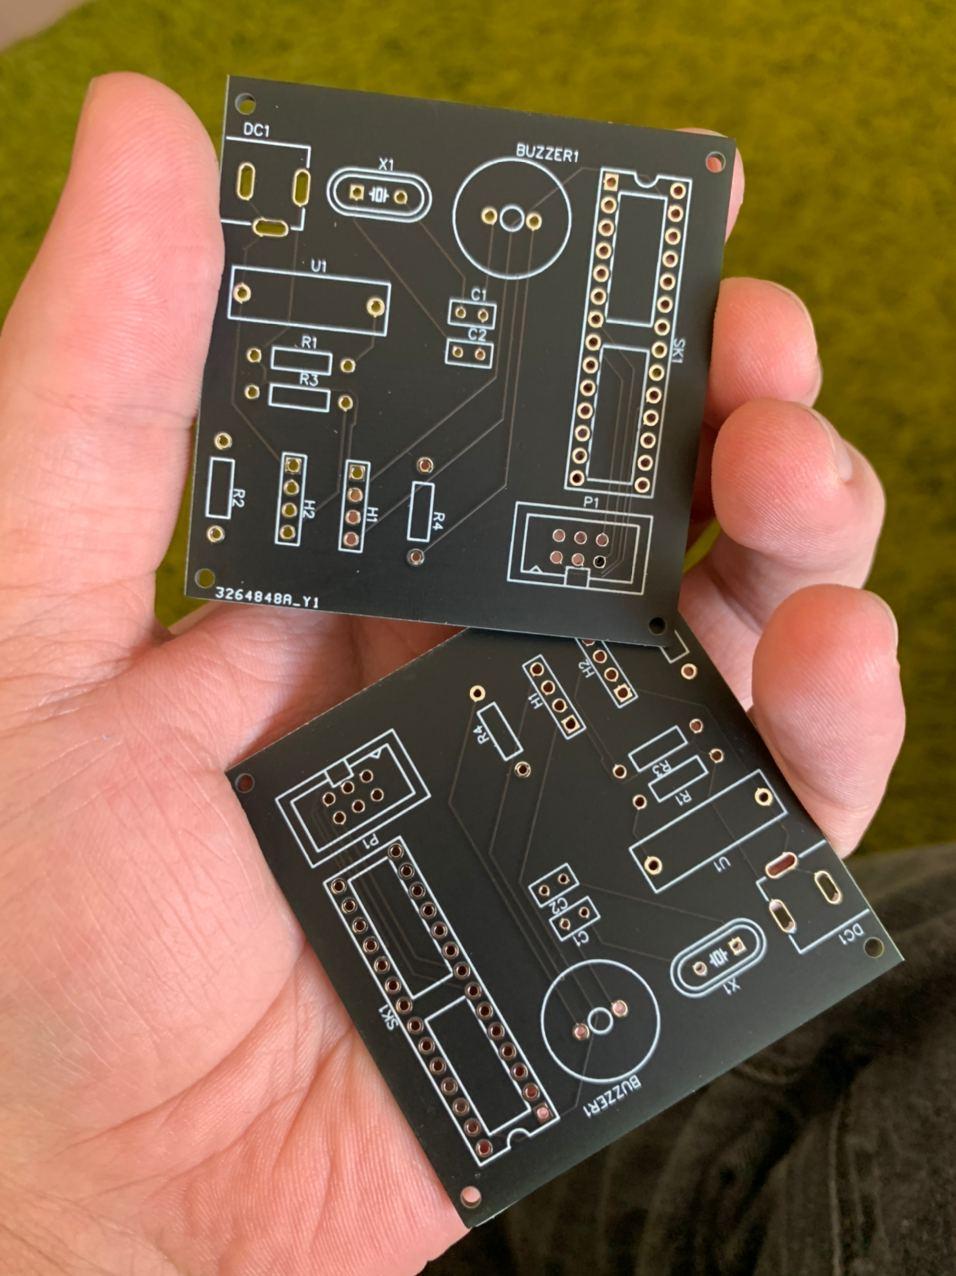 DC1
X1
BUZZER1
U1
C1
C2
R1
R3
SK1
R2
H2
H1
R4
P1
3264848A_Y1
H2
H1
R4
R3
R1
P1
U1
C2
C1
DC1
X1
SK1
BUZZER1